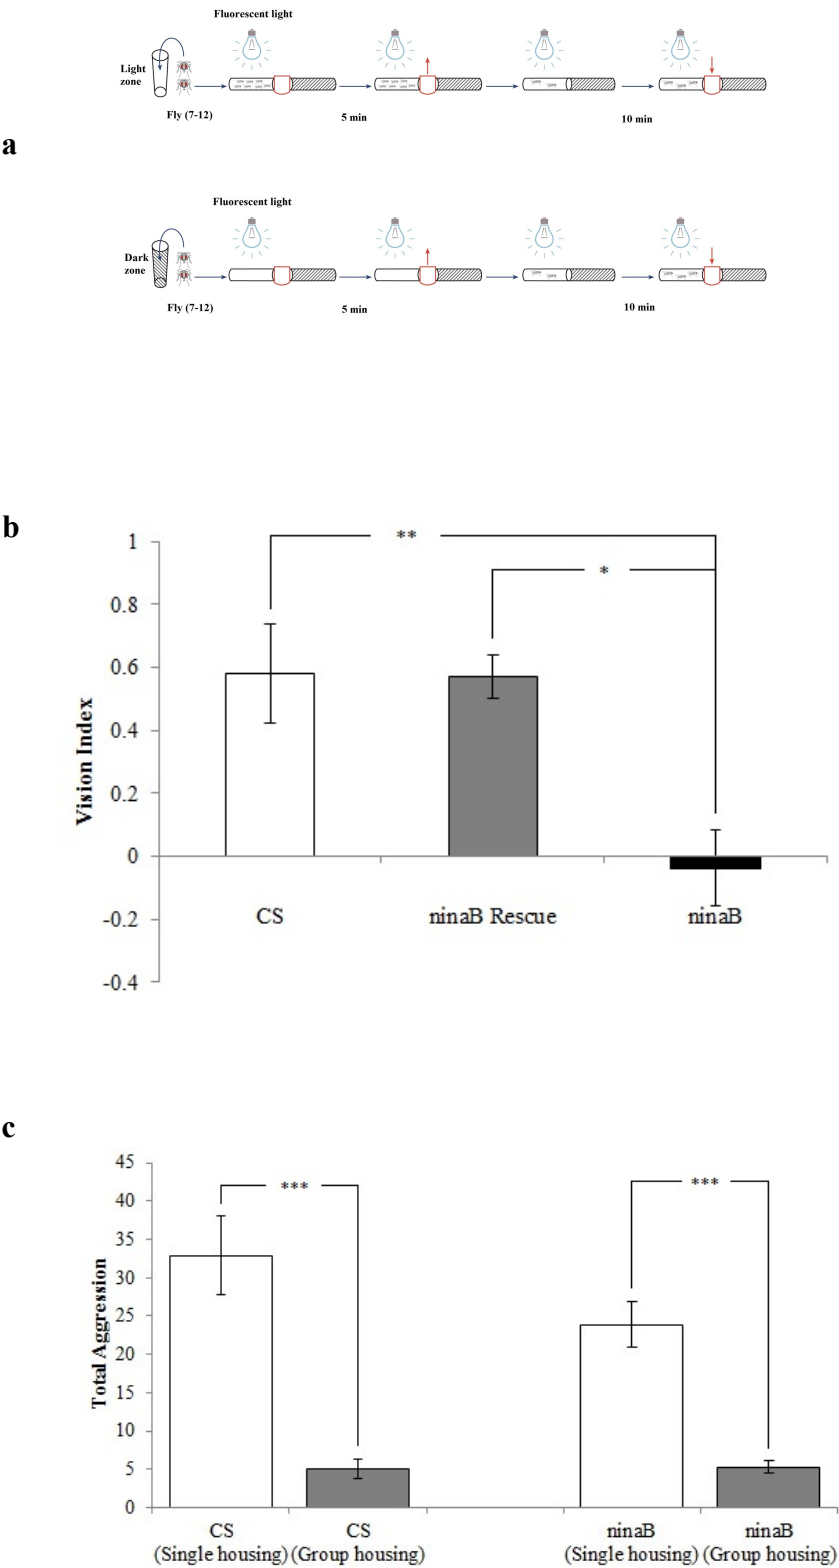 Fluorescent light
Light
zone
Fly (7-12)
5 min
10 min
a
Fluorescent light
Dark
zone
Fly (7-12)
5 min
10 min
b
Vision Index
1
0.8
0.6
0.4
0.2
0
-0.2
-0.4
**
*
CS
ninaB Rescue
ninaB
c
Total Aggression
45
40
35
30
25
20
15
10
5
0
***
***
CS
(Single housing)
CS
(Group housing)
ninaB
(Single housing)
ninaB
(Group housing)